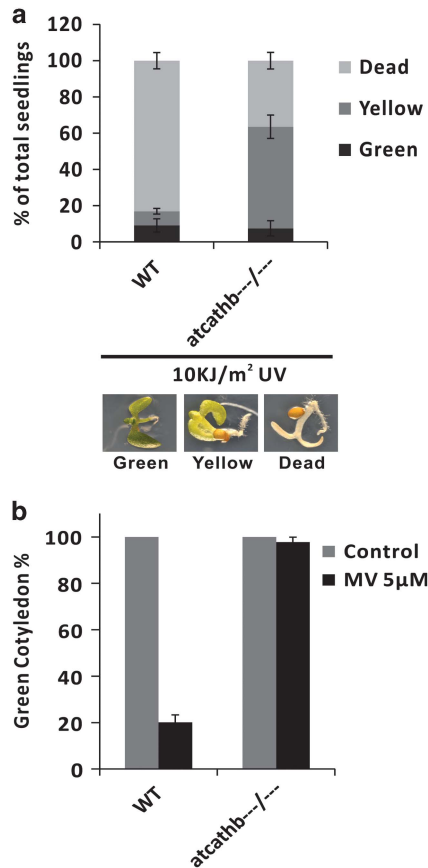 a
120
100
80
60
40
20
0
% of total seedlings
Dead
Yellow
Green
WT
atcathb---/---
10KJ/m² UV
Green Yellow Dead
b
100
80
60
40
20
0
Green Cotyledon %
Control
MV 5μM
WT
atcathb---/---